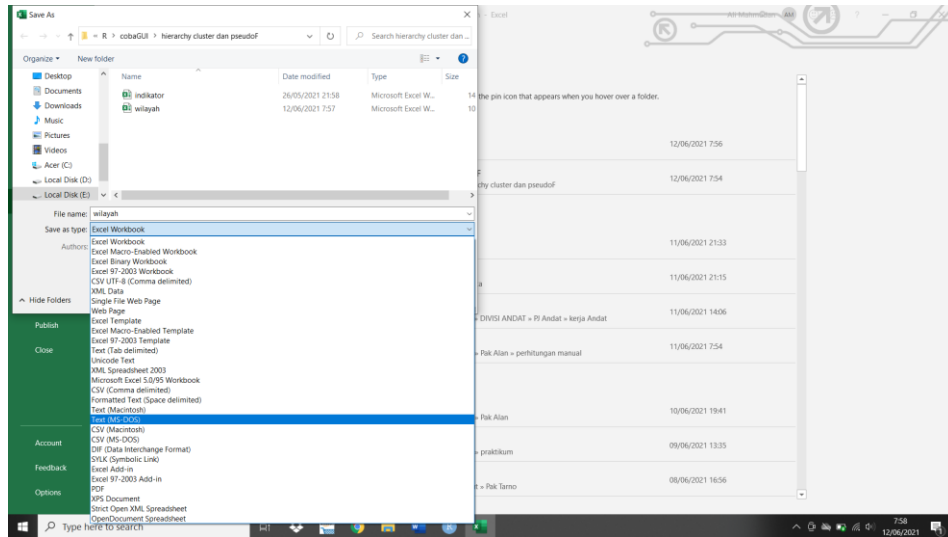 Save As
- Excel
Ali Mahmudan
AM
?
« R > cobaGUI > hierarchy cluster dan pseudoF
Search hierarchy cluster dan ...
Organize
New folder
Desktop
Documents
Downloads
Music
Pictures
Videos
Acer (C:)
Local Disk (D:)
Local Disk (E:)
Name
Date modified
Type
Size
indikator
26/05/2021 21:58
Microsoft Excel W...
14
wilayah
12/06/2021 7:57
Microsoft Excel W...
10
the pin icon that appears when you hover over a folder.
12/06/2021 7:56
chy cluster dan pseudoF
12/06/2021 7:54
11/06/2021 21:33
11/06/2021 21:15
» DIVISI ANDAT » PJ Andat » kerja Andat
11/06/2021 14:06
» Pak Alan » perhitungan manual
11/06/2021 7:54
» Pak Alan
10/06/2021 19:41
» praktikum
09/06/2021 13:35
» Pak Tarno
08/06/2021 16:56
File name:
wilayah
Save as type:
Excel Workbook
Authors:
Excel Workbook
Excel Macro-Enabled Workbook
Excel Binary Workbook
Excel 97-2003 Workbook
CSV UTF-8 (Comma delimited)
XML Data
Single File Web Page
Web Page
Excel Template
Excel Macro-Enabled Template
Excel 97-2003 Template
Text (Tab delimited)
Unicode Text
XML Spreadsheet 2003
Microsoft Excel 5.0/95 Workbook
CSV (Comma delimited)
Formatted Text (Space delimited)
Text (Macintosh)
Text (MS-DOS)
CSV (Macintosh)
CSV (MS-DOS)
DIF (Data Interchange Format)
SYLK (Symbolic Link)
Excel Add-in
Excel 97-2003 Add-in
PDF
XPS Document
Strict Open XML Spreadsheet
OpenDocument Spreadsheet
Hide Folders
Publish
Close
Account
Feedback
Options
Type here to search
7:58
12/06/2021